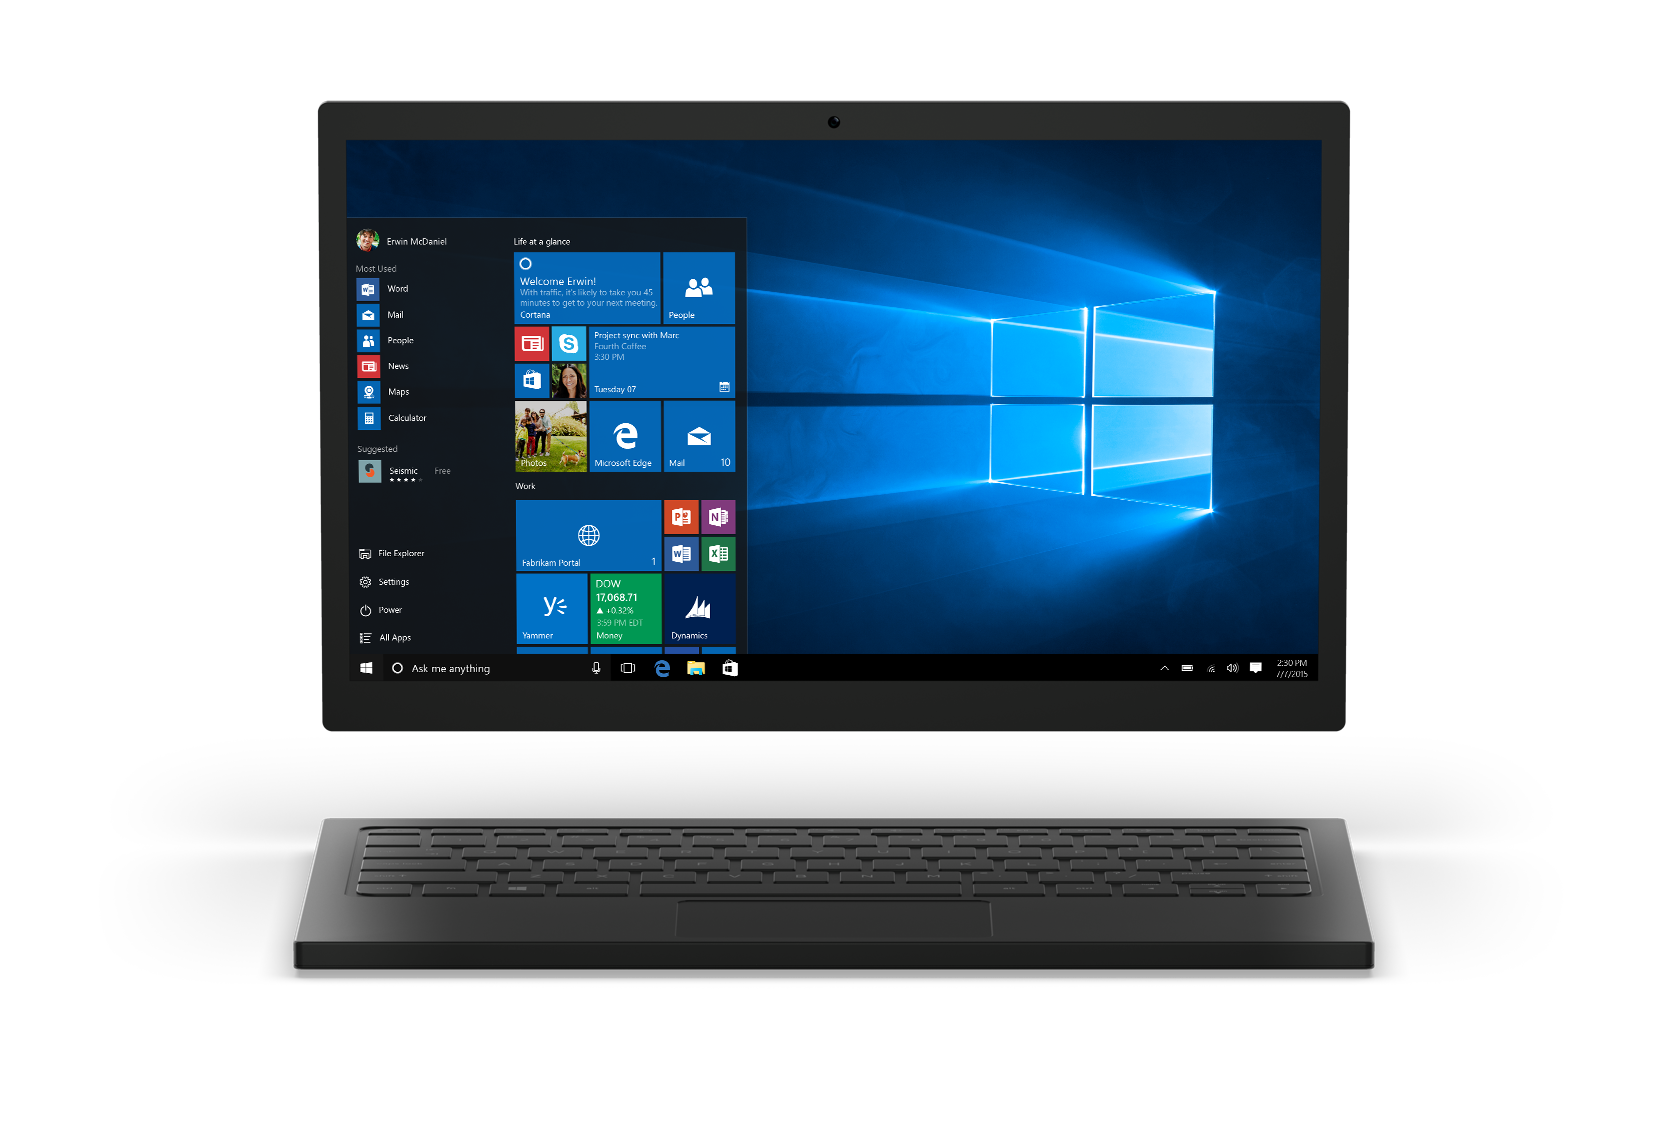 Erwin McDaniel
Most Used
Word
Mail
People
News
Maps
Calculator
Suggested
Seismic Free
File Explorer
Settings
Power
All Apps
Life at a glance
Welcome Erwin!
With traffic, it's likely to take you 45
minutes to get to your next meeting.
Cortana
People
Project sync with Marc
Fourth Coffee
3:30 PM
Tuesday 07
Photos
Microsoft Edge
Mail 10
Work
Fabrikam Portal 1
Yammer
DOW
17,068.71
▲ +0.32%
3:59 PM EDT
Money
Dynamics
Ask me anything
2:30 PM
7/7/2015